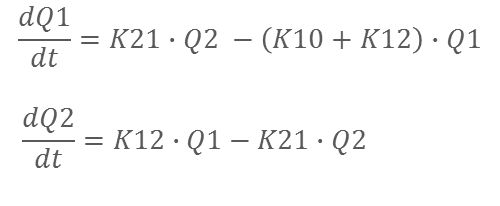 dQ1/dt = K21 · Q2 − (K10 + K12) · Q1
dQ2/dt = K12 · Q1 − K21 · Q2